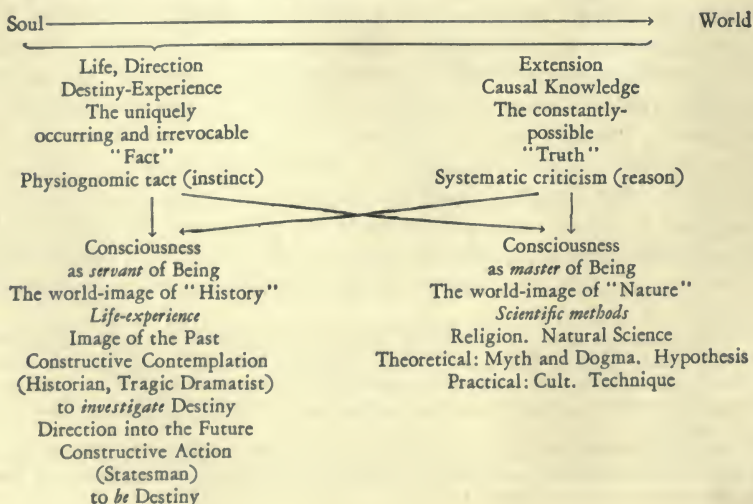 Soul World
Life, Direction
Destiny-Experience
The uniquely
occurring and irrevocable
"Fact"
Physiognomic tact (instinct)
Extension
Causal Knowledge
The constantly-
possible
"Truth"
Systematic criticism (reason)
Consciousness
as servant of Being
The world-image of "History"
Life-experience
Image of the Past
Constructive Contemplation
(Historian, Tragic Dramatist)
to investigate Destiny
Direction into the Future
Constructive Action
(Statesman)
to be Destiny
Consciousness
as master of Being
The world-image of "Nature"
Scientific methods
Religion. Natural Science
Theoretical: Myth and Dogma. Hypothesis
Practical: Cult. Technique